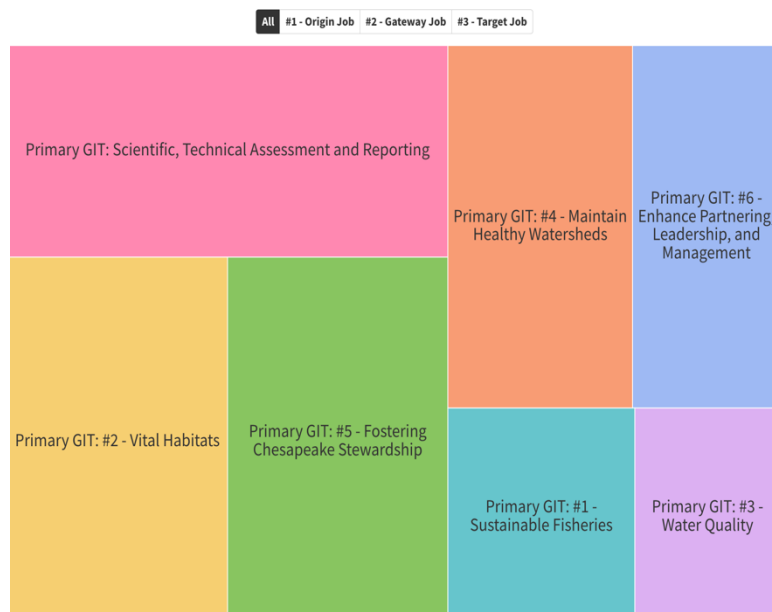 All #1 - Origin Job #2 - Gateway Job #3 - Target Job
Primary GIT: Scientific, Technical Assessment and Reporting
Primary GIT: #4 - Maintain
Healthy Watersheds
Primary GIT: #6 -
Enhance Partnering,
Leadership, and
Management
Primary GIT: #2 - Vital Habitats
Primary GIT: #5 - Fostering
Chesapeake Stewardship
Primary GIT: #1 -
Sustainable Fisheries
Primary GIT: #3 -
Water Quality